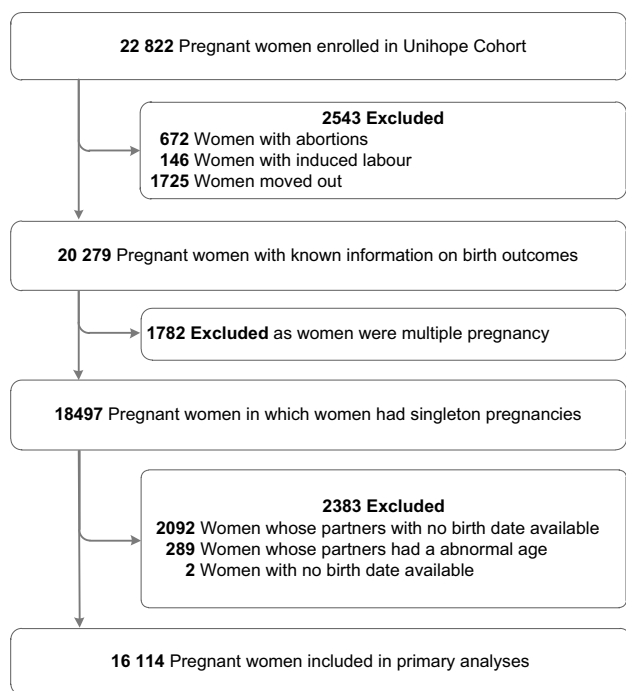 22 822 Pregnant women enrolled in Unihope Cohort
2543 Excluded
672 Women with abortions
146 Women with induced labour
1725 Women moved out
20 279 Pregnant women with known information on birth outcomes
1782 Excluded as women were multiple pregnancy
18497 Pregnant women in which women had singleton pregnancies
2383 Excluded
2092 Women whose partners with no birth date available
289 Women whose partners had a abnormal age
2 Women with no birth date available
16 114 Pregnant women included in primary analyses